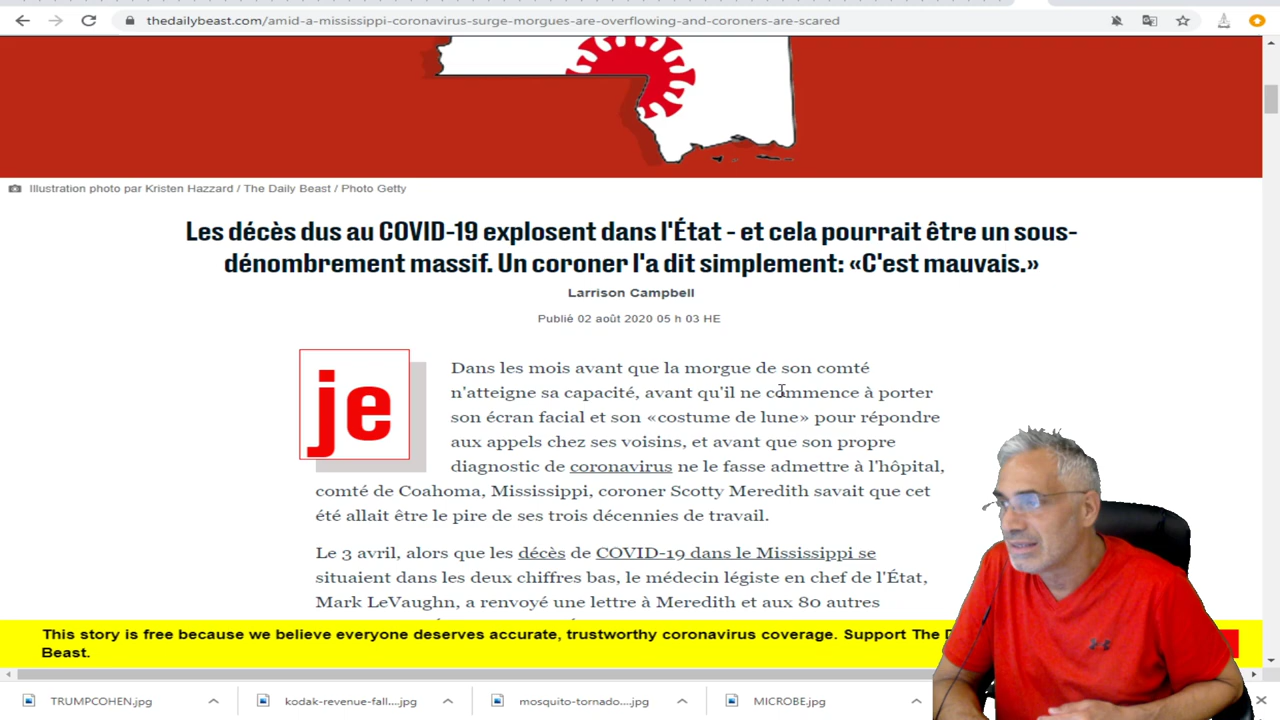 thedailybeast.com/amid-a-mississippi-coronavirus-surge-morgues-are-overflowing-and-coroners-are-scared
Illustration photo par Kristen Hazzard / The Daily Beast / Photo Getty
Les décès dus au COVID-19 explosent dans l'État - et cela pourrait être un sous-
dénombrement massif. Un coroner l'a dit simplement: «C'est mauvais.»
Larrison Campbell
Publié 02 août 2020 05 h 03 HE
je
Dans les mois avant que la morgue de son comté
n'atteigne sa capacité, avant qu'il ne commence à porter
son écran facial et son «costume de lune» pour répondre
aux appels chez ses voisins, et avant que son propre
diagnostic de coronavirus ne le fasse admettre à l'hôpital,
comté de Coahoma, Mississippi, coroner Scotty Meredith savait que cet
été allait être le pire de ses trois décennies de travail.
Le 3 avril, alors que les décès de COVID-19 dans le Mississippi se
situaient dans les deux chiffres bas, le médecin légiste en chef de l'État,
Mark LeVaughn, a renvoyé une lettre à Meredith et aux 80 autres
This story is free because we believe everyone deserves accurate, trustworthy coronavirus coverage. Support The
Beast.
TRUMPCOHEN.jpg
kodak-revenue-fall....jpg
mosquito-tornado....jpg
MICROBE.jpg